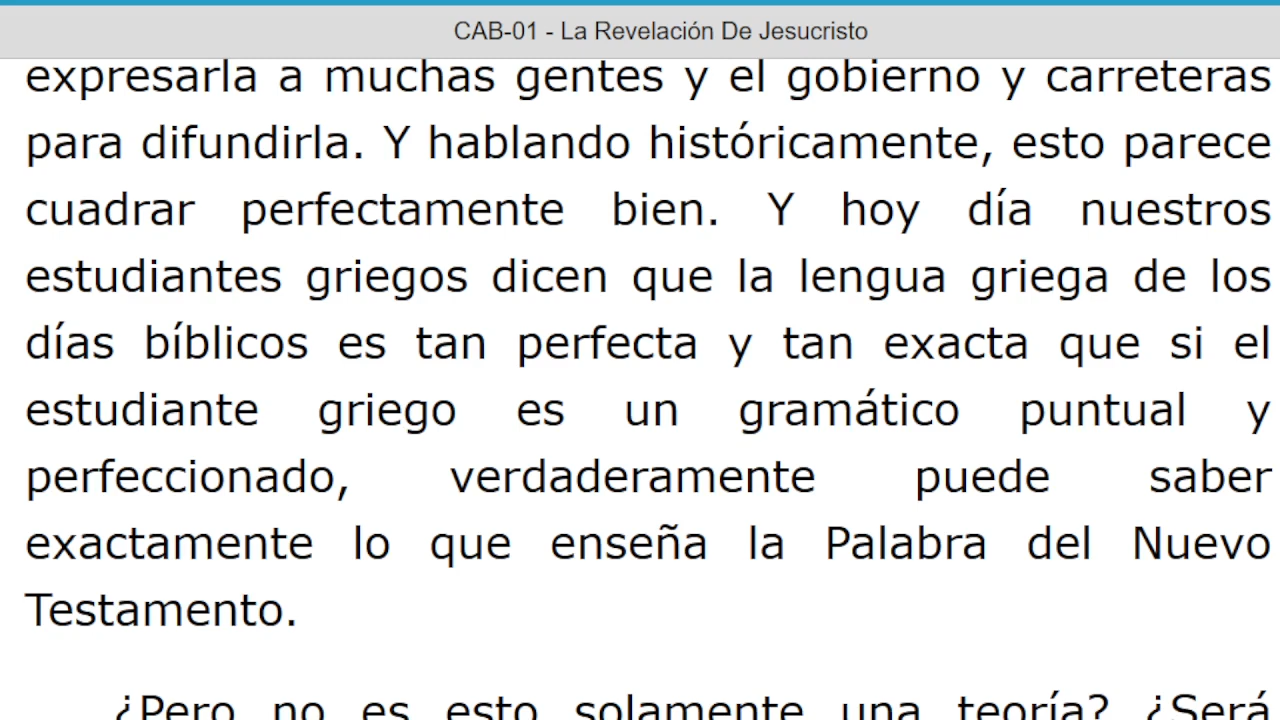 CAB-01 - La Revelación De Jesucristo
expresarla a muchas gentes y el gobierno y carreteras
para difundirla. Y hablando históricamente, esto parece
cuadrar perfectamente bien. Y hoy día nuestros
estudiantes griegos dicen que la lengua griega de los
días bíblicos es tan perfecta y tan exacta que si el
estudiante griego es un gramático puntual y
perfeccionado, verdaderamente puede saber
exactamente lo que enseña la Palabra del Nuevo
Testamento.
¿Pero no es esto solamente una teoría? ¿Será